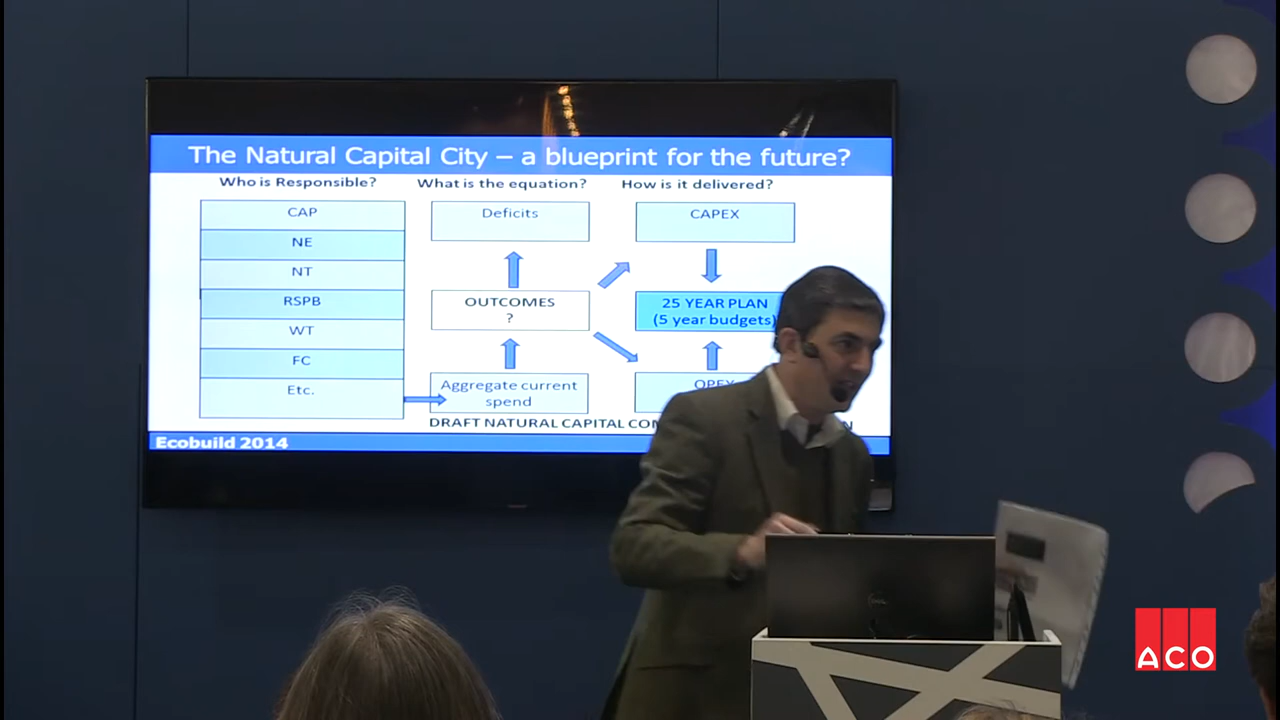 The Natural Capital City – a blueprint for the future?
Who is Responsible?
CAP
NE
NT
RSPB
WT
FC
Etc.
What is the equation?
Deficits
OUTCOMES
?
Aggregate current
spend
How is it delivered?
CAPEX
25 YEAR PLAN
(5 year budgets)
OPEX
DRAFT NATURAL CAPITAL
Ecobuild 2014
ACO